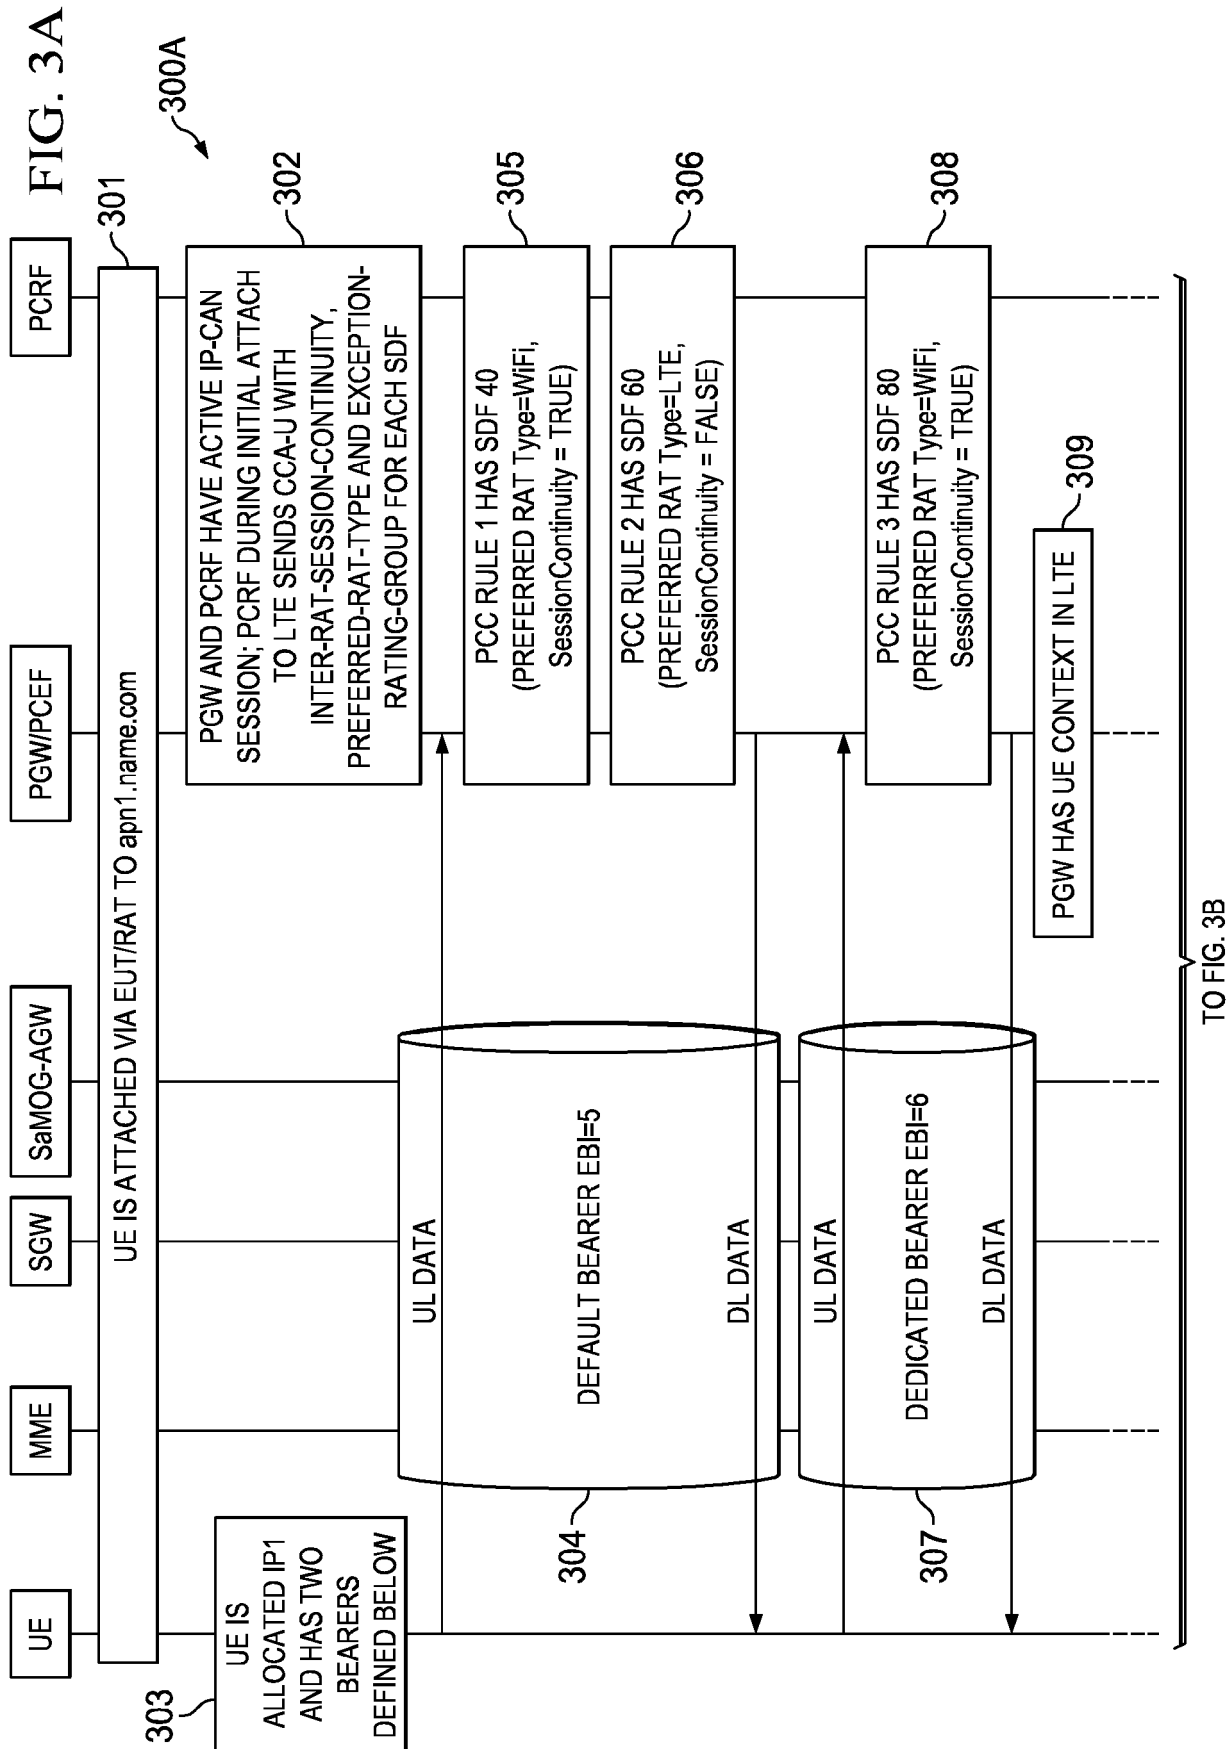 FIG. 3A
300A
UE
MME
SGW
SaMOG-AGW
PGW/PCEF
PCRF
UE IS ATTACHED VIA EUT/RAT TO apn1.name.com
301
PGW AND PCRF HAVE ACTIVE IP-CAN
SESSION; PCRF DURING INITIAL ATTACH
TO LTE SENDS CCA-U WITH
INTER-RAT-SESSION-CONTINUITY,
PREFERRED-RAT-TYPE AND EXCEPTION-
RATING-GROUP FOR EACH SDF
302
303
UE IS
ALLOCATED IP1
AND HAS TWO
BEARERS
DEFINED BELOW
UL DATA
DEFAULT BEARER EBI=5
DL DATA
304
PCC RULE 1 HAS SDF 40
(PREFERRED RAT Type=WiFi,
SessionContinuity = TRUE)
305
PCC RULE 2 HAS SDF 60
(PREFERRED RAT Type=LTE,
SessionContinuity = FALSE)
306
UL DATA
DEDICATED BEARER EBI=6
DL DATA
307
PCC RULE 3 HAS SDF 80
(PREFERRED RAT Type=WiFi,
SessionContinuity = TRUE)
308
PGW HAS UE CONTEXT IN LTE
309
TO FIG. 3B